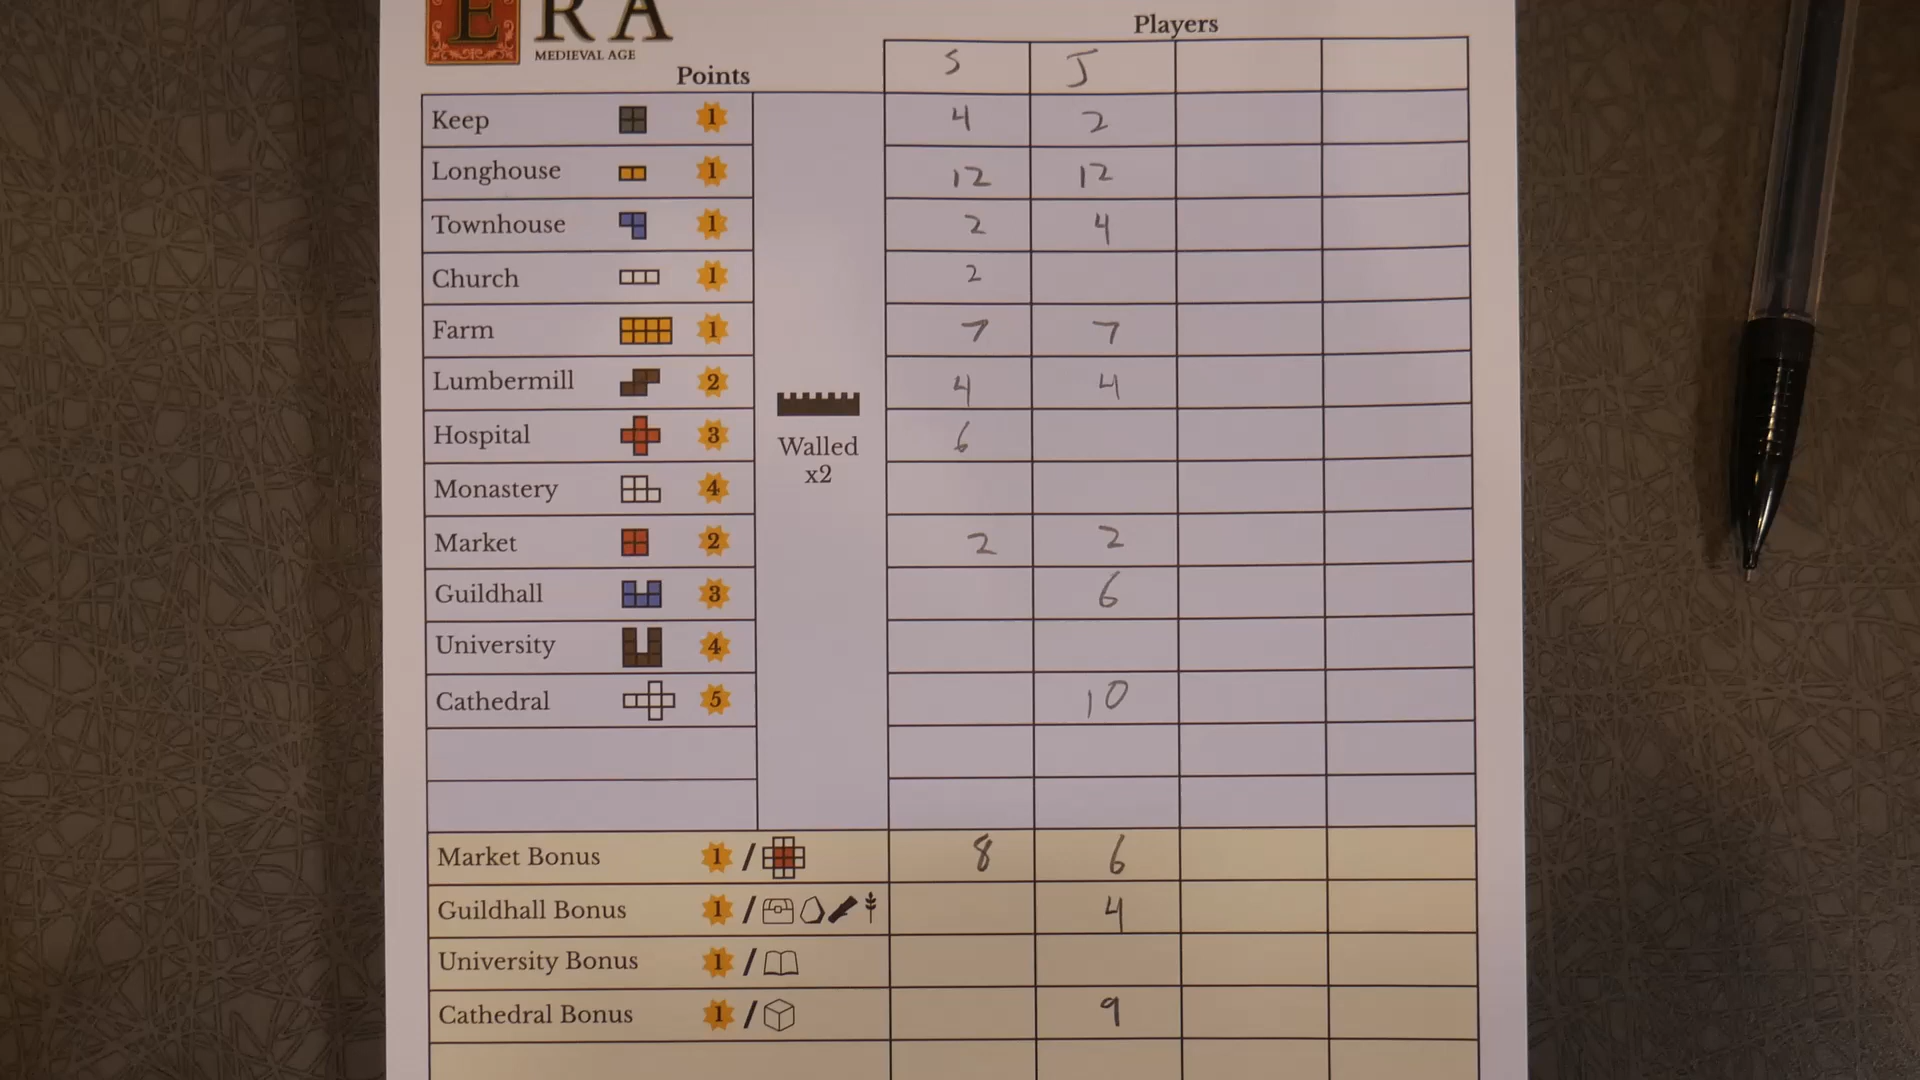 ERA
MEDIEVAL AGE
Players
Points
S J
Keep 1 4 2
Longhouse 1 12 12
Townhouse 1 2 4
Church 1 2
Farm 1 7 7
Lumbermill 2 4 4
Hospital 3 6
Walled
x2
Monastery 4
Market 2 2 2
Guildhall 3 6
University 4
Cathedral 5 10
Market Bonus 1 / 8 6
Guildhall Bonus 1 / 4
University Bonus 1 /
Cathedral Bonus 1 / 9